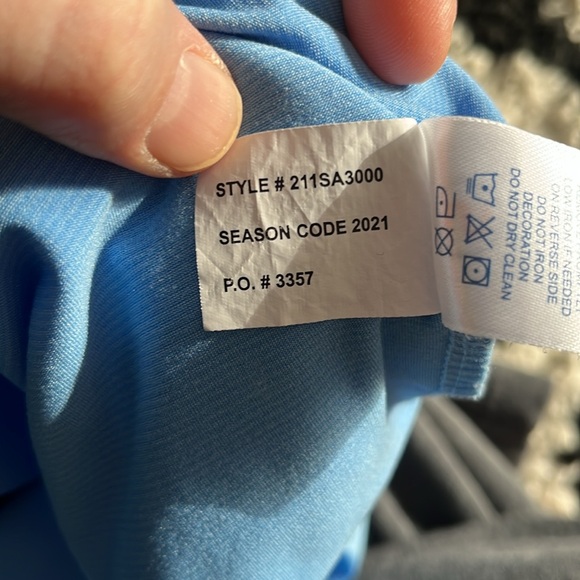 STYLE # 211SA3000
SEASON CODE 2021
P.O. # 3357
LOW IRON IF NEEDED
ON REVERSE SIDE
DO NOT IRON
DECORATION
DO NOT DRY CLEAN